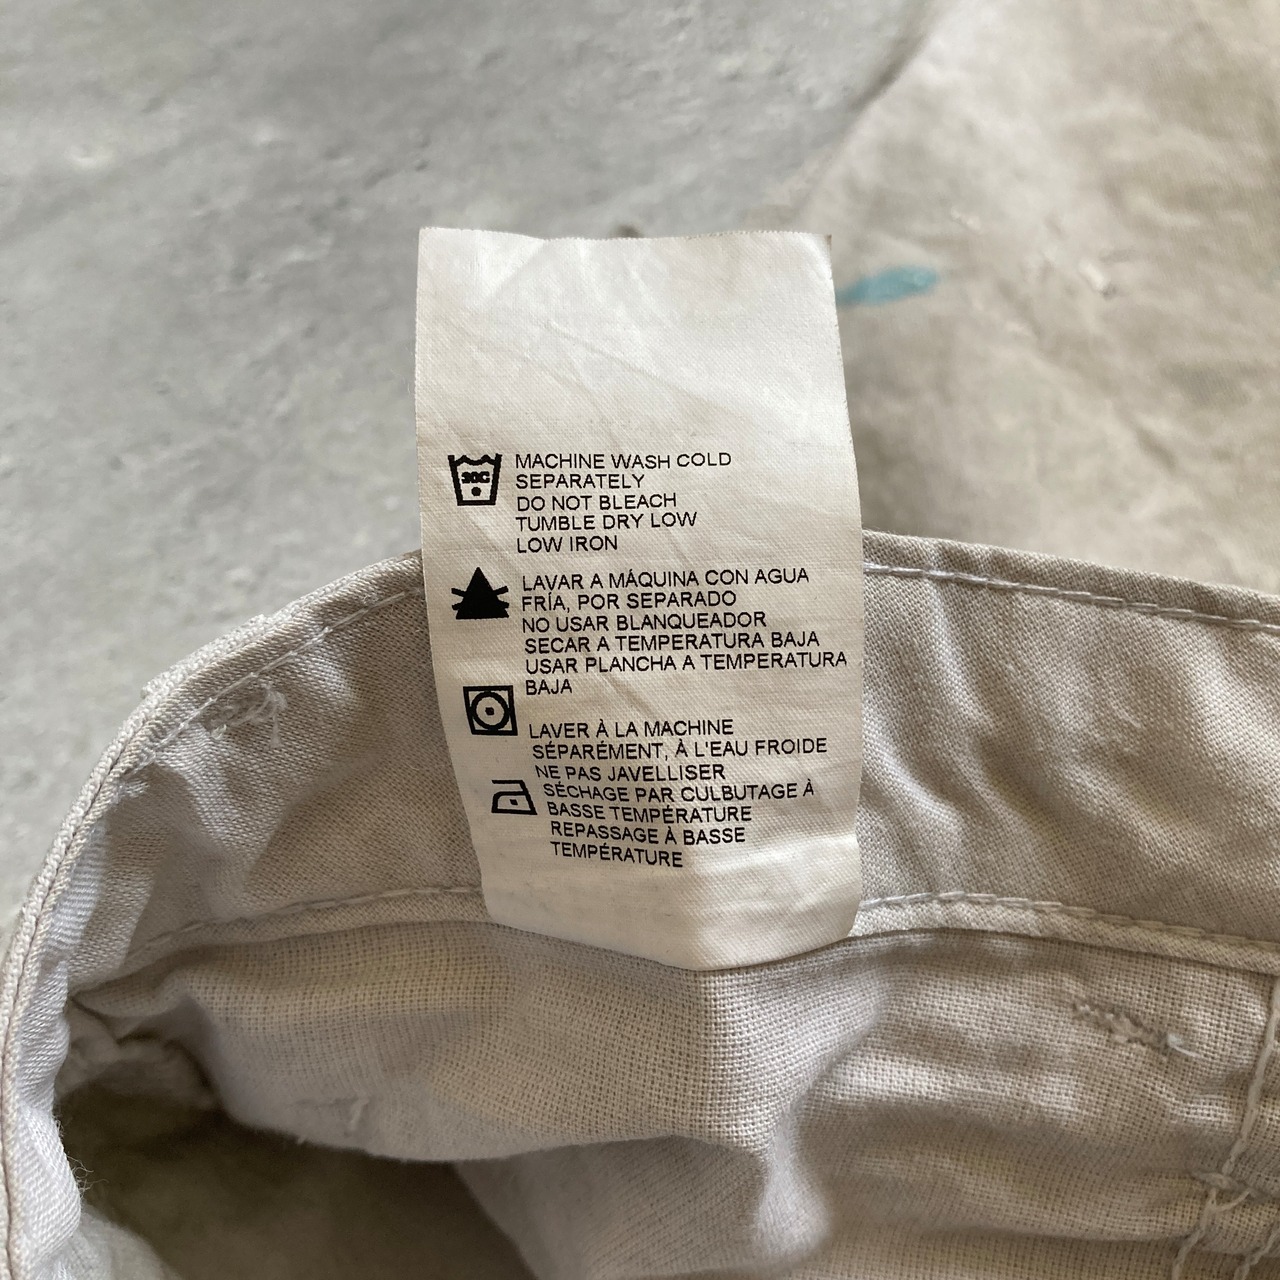 30C
MACHINE WASH COLD
SEPARATELY
DO NOT BLEACH
TUMBLE DRY LOW
LOW IRON
LAVAR A MÁQUINA CON AGUA
FRÍA, POR SEPARADO
NO USAR BLANQUEADOR
SECAR A TEMPERATURA BAJA
USAR PLANCHA A TEMPERATURA
BAJA
LAVER À LA MACHINE
SÉPARÉMENT, À L'EAU FROIDE
NE PAS JAVELLISER
SÉCHAGE PAR CULBUTAGE À
BASSE TEMPÉRATURE
REPASSAGE À BASSE
TEMPÉRATURE